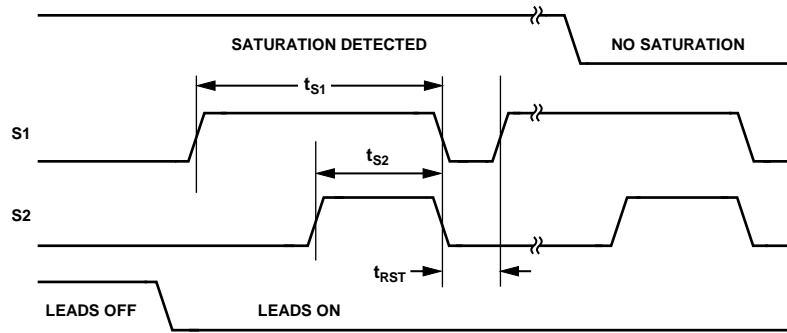 SATURATION DETECTED
NO SATURATION
tS1
S1
tS2
S2
tRST
LEADS OFF
LEADS ON